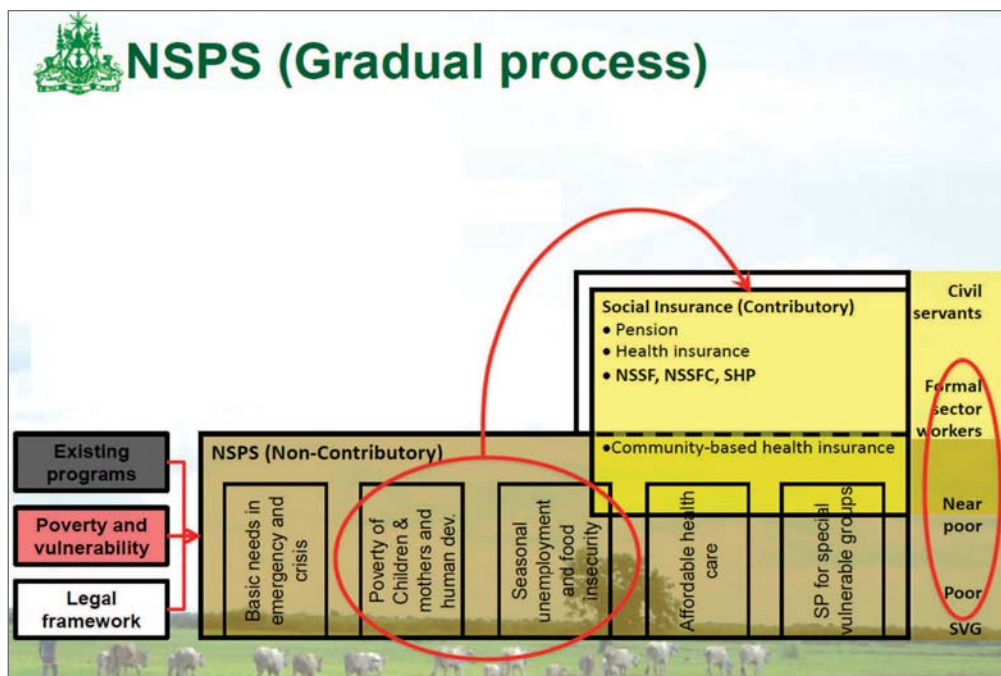 NSPS (Gradual process)
Social Insurance (Contributory)
● Pension
● Health insurance
● NSSF, NSSFC, SHP
●Community-based health insurance
Civil
servants
Formal
sector
workers
Near
poor
Poor
SVG
Existing
programs
Poverty and
vulnerability
Legal
framework
NSPS (Non-Contributory)
Basic needs in
emergency and
crisis
Poverty of
Children &
mothers and
human dev.
Seasonal
unemployment
and food
insecurity
Affordable health
care
SP for special
vulnerable groups